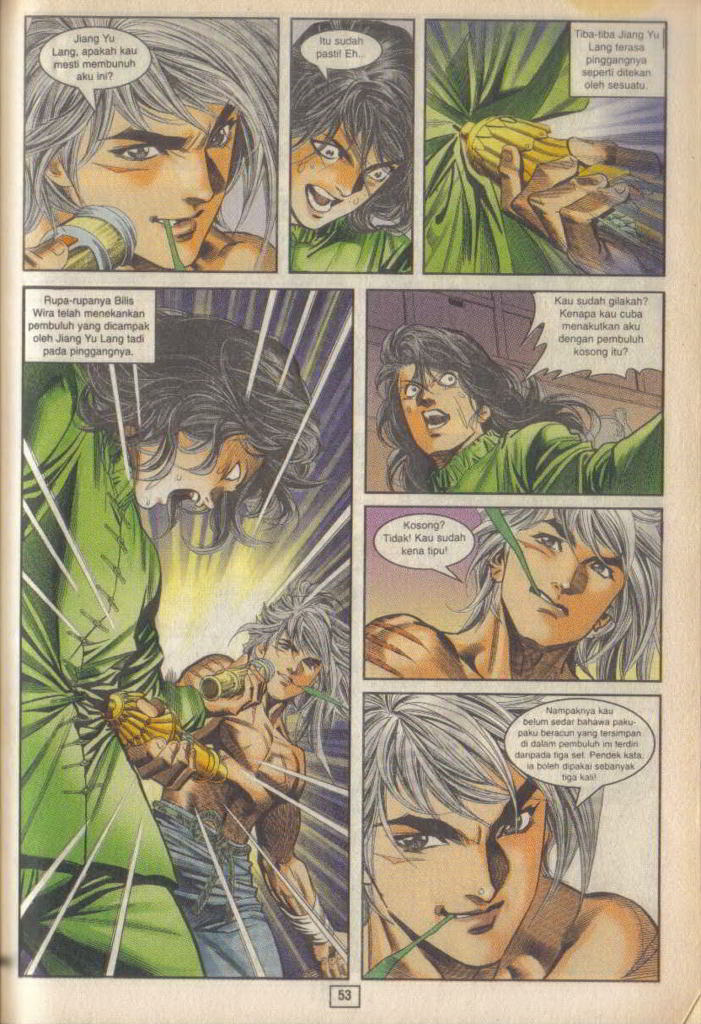 Jiang Yu
Lang, apakah kau
mesti membunuh
aku ini?
Itu sudah
pasti! Eh...
Tiba-tiba Jiang Yu
Lang terasa
pinggangnya
seperti ditekan
oleh sesuatu.
Rupa-rupanya Bilis
Wira telah menekankan
pembuluh yang dicampak
oleh Jiang Yu Lang tadi
pada pinggangnya.
Kau sudah gilakah?
Kenapa kau cuba
menakutkan aku
dengan pembuluh
kosong itu?
Kosong?
Tidak! Kau sudah
kena tipu!
Nampaknya kau
belum sedar bahawa paku-
paku beracun yang tersimpan
di dalam pembuluh ini terdiri
daripada tiga set. Pendek kata,
ia boleh dipakai sebanyak
tiga kali!
53